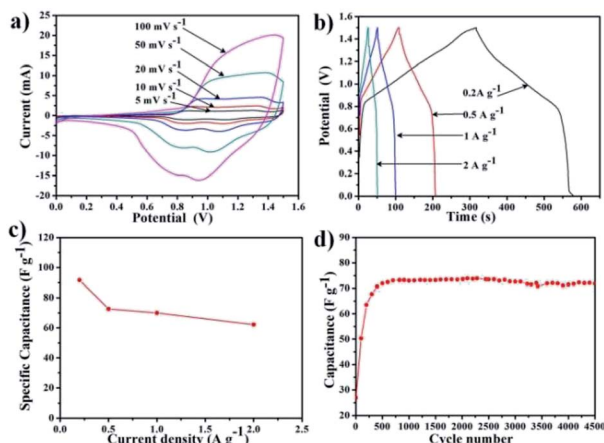 a)
25
20
15
10
5
0
-5
-10
-15
-20
Current (mA)
100 mV s⁻¹
50 mV s⁻¹
20 mV s⁻¹
10 mV s⁻¹
5 mV s⁻¹
0.0 0.2 0.4 0.6 0.8 1.0 1.2 1.4 1.6
Potential (V)
b)
1.6
1.4
1.2
1.0
0.8
0.6
0.4
0.2
0.0
Potential (V)
0.2A g⁻¹
0.5 A g⁻¹
1 A g⁻¹
2 A g⁻¹
0 100 200 300 400 500 600
Time (s)
c)
120
100
80
60
40
20
0
Specific Capacitance (F g⁻¹)
0.0 0.5 1.0 1.5 2.0 2.5
Current density (A g⁻¹)
d)
90
80
70
60
50
40
30
20
Capacitance (F g⁻¹)
0 500 1000 1500 2000 2500 3000 3500 4000 4500
Cycle number